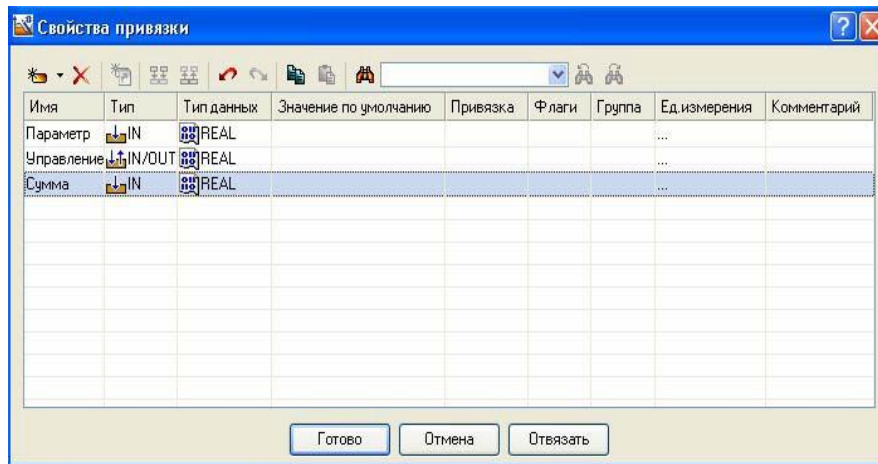 Свойства привязки
Имя Тип Тип данных Значение по умолчанию Привязка Флаги Группа Ед.измерения Комментарий
Параметр IN REAL ...
Управление IN/OUT REAL ...
Сумма IN REAL ...
Готово Отмена Отвязать